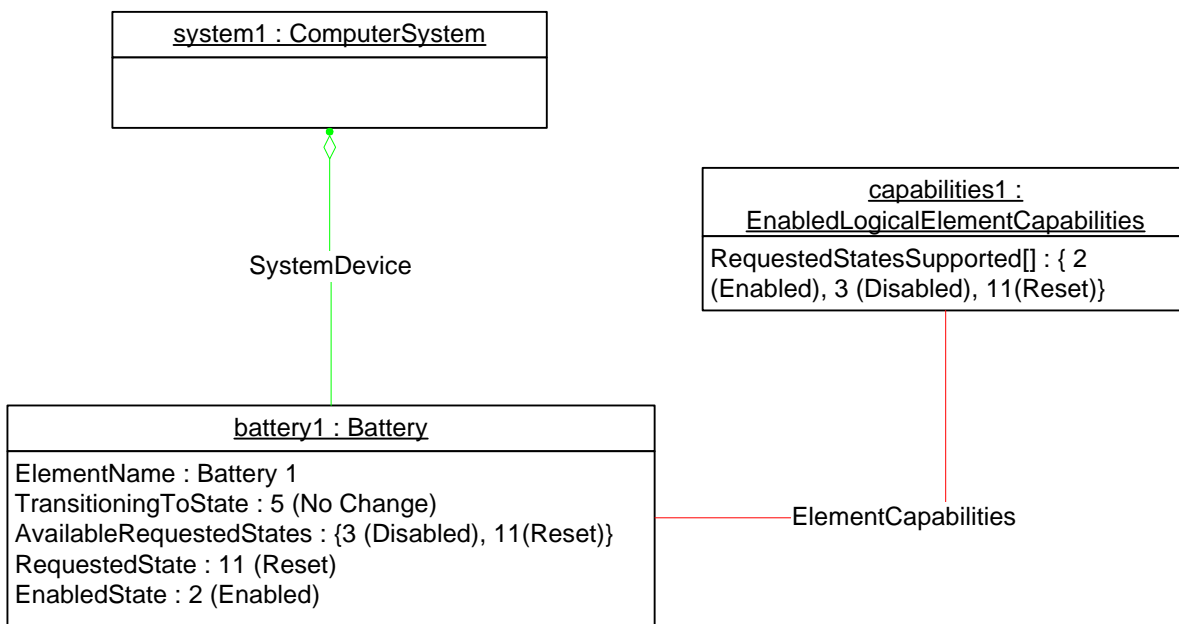 system1 : ComputerSystem
capabilities1 :
EnabledLogicalElementCapabilities
RequestedStatesSupported[] : { 2
(Enabled), 3 (Disabled), 11(Reset)}
SystemDevice
battery1 : Battery
ElementName : Battery 1
TransitioningToState : 5 (No Change)
AvailableRequestedStates : {3 (Disabled), 11(Reset)}
RequestedState : 11 (Reset)
EnabledState : 2 (Enabled)
ElementCapabilities